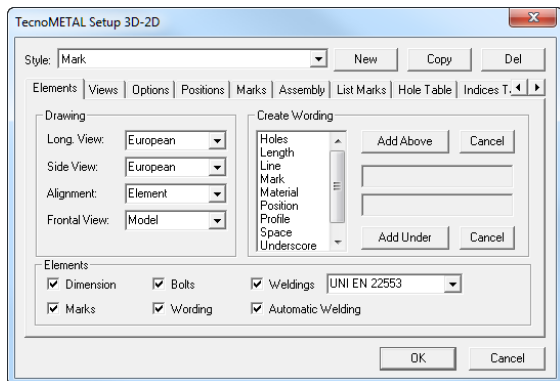 TecnoMETAL Setup 3D-2D
Style: Mark New Copy Del
Elements Views Options Positions Marks Assembly List Marks Hole Table Indices T
Drawing
Long. View: European
Side View: European
Alignment: Element
Frontal View: Model
Create Wording
Holes
Length
Line
Mark
Material
Position
Profile
Space
Underscore
Add Above Cancel
Add Under Cancel
Elements
Dimension Bolts Weldings UNI EN 22553
Marks Wording Automatic Welding
OK Cancel